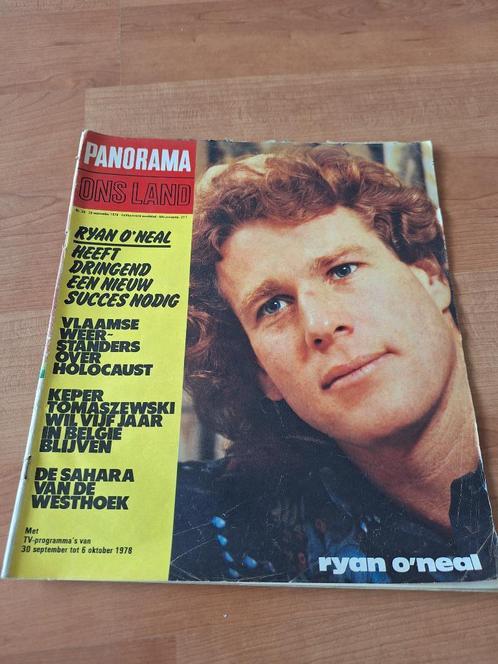 PANORAMA
ONS LAND
RYAN O'NEAL
HEEFT
DRINGEND
EEN NIEUW
SUCCES NODIG
VLAAMSE
WEER-
STANDERS
OVER
HOLOCAUST
KEPER
TOMASZEWSKI
WIL VIJF JAAR
IN BELGIE
BLIJVEN
DE SAHARA
VAN DE
WESTHOEK
Met
TV-programma's van
30 september tot 6 oktober 1978
ryan o'neal